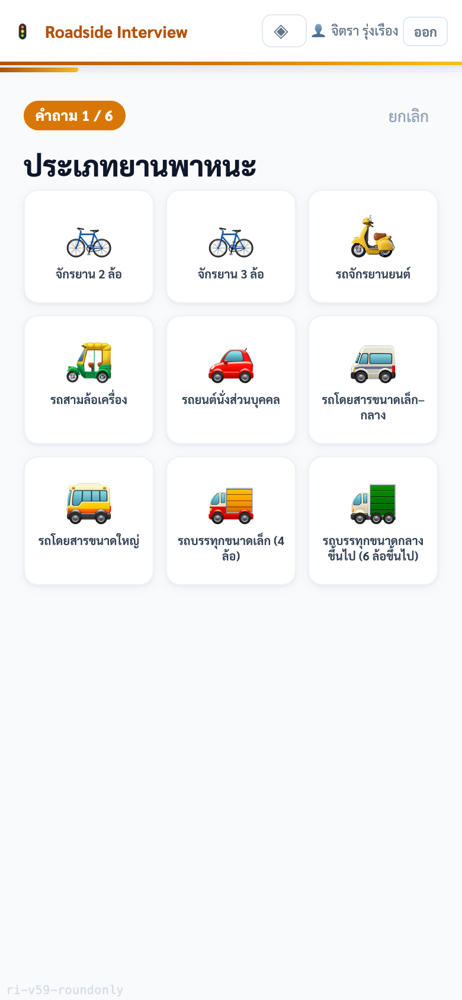 Roadside Interview
จิตรา รุ่งเรือง
ออก
คำถาม 1 / 6
ยกเลิก
ประเภทยานพาหนะ
จักรยาน 2 ล้อ
จักรยาน 3 ล้อ
รถจักรยานยนต์
รถสามล้อเครื่อง
รถยนต์นั่งส่วนบุคคล
รถโดยสารขนาดเล็ก–
กลาง
รถโดยสารขนาดใหญ่
รถบรรทุกขนาดเล็ก (4
ล้อ)
รถบรรทุกขนาดกลาง
ขึ้นไป (6 ล้อขึ้นไป)
ri-v59-roundonly